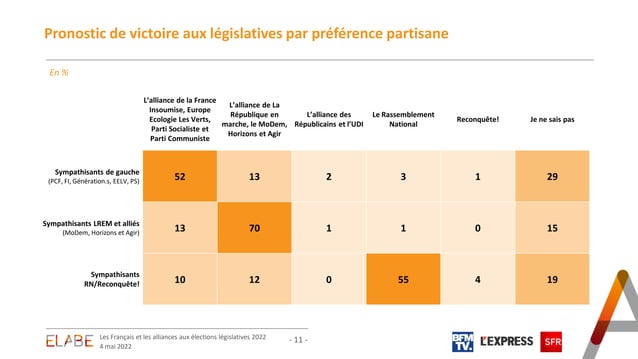 Pronostic de victoire aux législatives par préférence partisane
En %
L'alliance de la France
Insoumise, Europe
Ecologie Les Verts,
Parti Socialiste et
Parti Communiste
L'alliance de La
République en
marche, le MoDem,
Horizons et Agir
L'alliance des
Républicains et l'UDI
Le Rassemblement
National
Reconquête!
Je ne sais pas
Sympathisants de gauche
(PCF, FI, Génération.s, EELV, PS)
52 13 2 3 1 29
Sympathisants LREM et alliés
(MoDem, Horizons et Agir)
13 70 1 1 0 15
Sympathisants
RN/Reconquête!
10 12 0 55 4 19
ELABE
Les Français et les alliances aux élections législatives 2022
4 mai 2022
- 11 -
BFM
TV.
L'EXPRESS
SFR